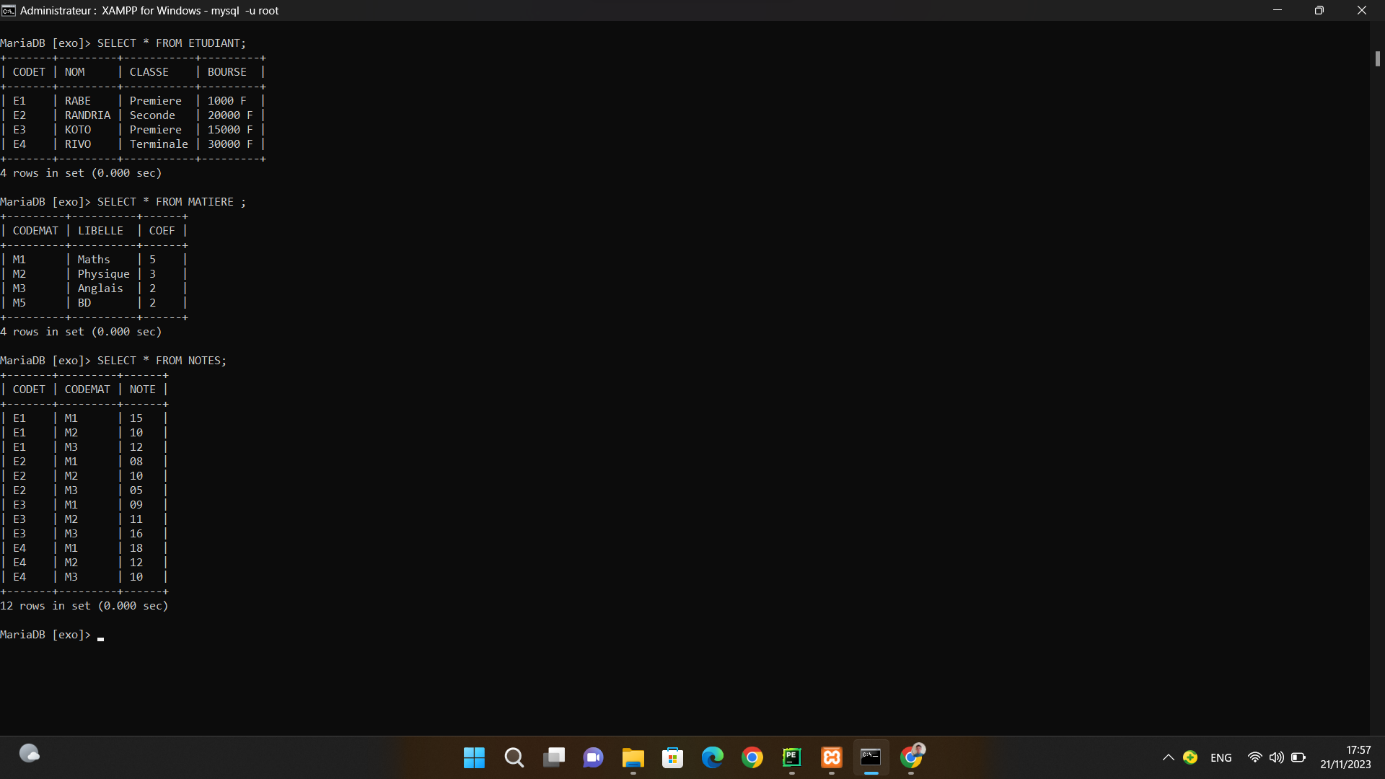 Administrateur : XAMPP for Windows - mysql -u root
MariaDB [exo]> SELECT * FROM ETUDIANT;
+-------+---------+-----------+---------+
| CODET | NOM     | CLASSE    | BOURSE  |
+-------+---------+-----------+---------+
| E1    | RABE    | Premiere  | 1000 F  |
| E2    | RANDRIA | Seconde   | 20000 F |
| E3    | KOTO    | Premiere  | 15000 F |
| E4    | RIVO    | Terminale | 30000 F |
+-------+---------+-----------+---------+
4 rows in set (0.000 sec)
MariaDB [exo]> SELECT * FROM MATIERE ;
+---------+----------+------+
| CODEMAT | LIBELLE  | COEF |
+---------+----------+------+
| M1      | Maths    | 5    |
| M2      | Physique | 3    |
| M3      | Anglais  | 2    |
| M5      | BD       | 2    |
+---------+----------+------+
4 rows in set (0.000 sec)
MariaDB [exo]> SELECT * FROM NOTES;
+-------+---------+------+
| CODET | CODEMAT | NOTE |
+-------+---------+------+
| E1    | M1      | 15   |
| E1    | M2      | 10   |
| E1    | M3      | 12   |
| E2    | M1      | 08   |
| E2    | M2      | 10   |
| E2    | M3      | 05   |
| E3    | M1      | 09   |
| E3    | M2      | 11   |
| E3    | M3      | 16   |
| E4    | M1      | 18   |
| E4    | M2      | 12   |
| E4    | M3      | 10   |
+-------+---------+------+
12 rows in set (0.000 sec)
MariaDB [exo]> _
PE
ENG
17:57
21/11/2023